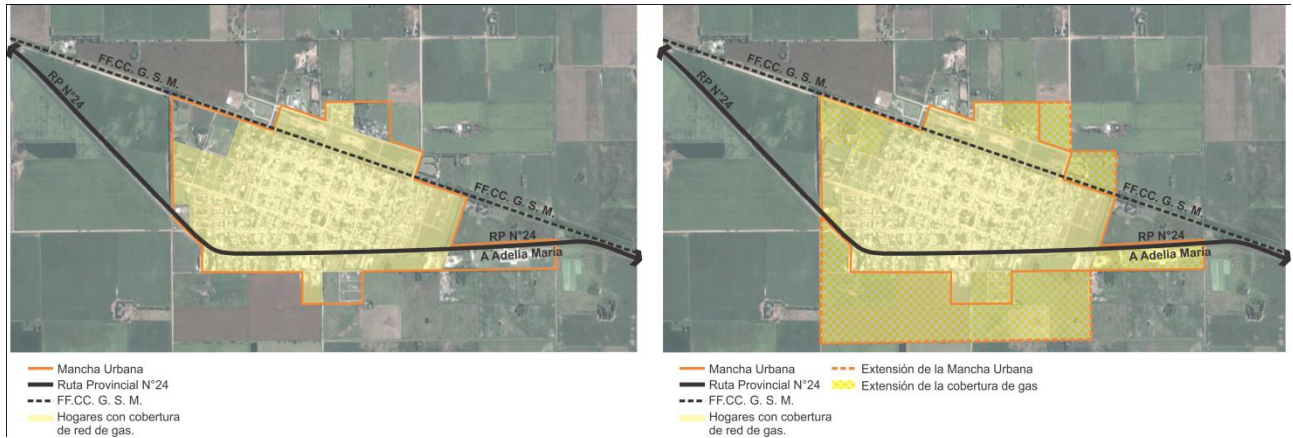 FF.CC. G. S. M.
RP N°24
FF.CC. G. S. M.
RP N°24
A Adelia María
Mancha Urbana
Ruta Provincial N°24
FF.CC. G. S. M.
Hogares con cobertura
de red de gas.
FF.CC. G. S. M.
RP N°24
FF.CC. G. S. M.
RP N°24
A Adelia María
Mancha Urbana
Ruta Provincial N°24
FF.CC. G. S. M.
Hogares con cobertura
de red de gas.
Extensión de la Mancha Urbana
Extensión de la cobertura de gas